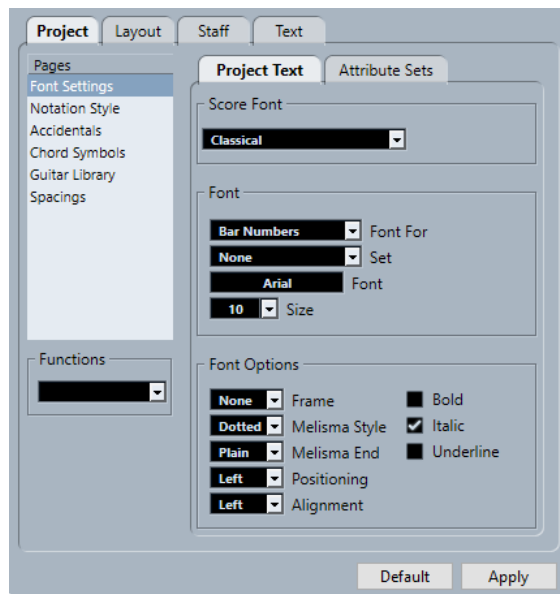 Project Layout Staff Text
Pages
Font Settings
Notation Style
Accidentals
Chord Symbols
Guitar Library
Spacings
Functions
Project Text Attribute Sets
Score Font
Classical
Font
Bar Numbers Font For
None Set
Arial Font
10 Size
Font Options
None Frame Bold
Dotted Melisma Style Italic
Plain Melisma End Underline
Left Positioning
Left Alignment
Default Apply